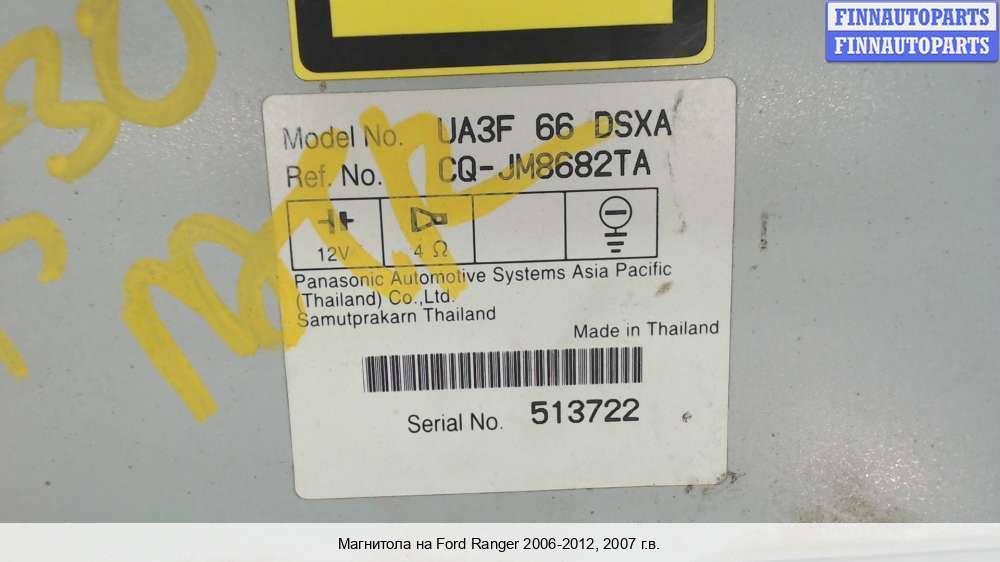 FINNAUTOPARTS
FINNAUTOPARTS
30
Model No. UA3F 66 DSXA
Ref. No. CQ-JM8682TA
12V
4 Ω
Panasonic Automotive Systems Asia Pacific
(Thailand) Co.,Ltd.
Samutprakarn Thailand
Made in Thailand
Serial No. 513722
Магнитола на Ford Ranger 2006-2012, 2007 г.в.